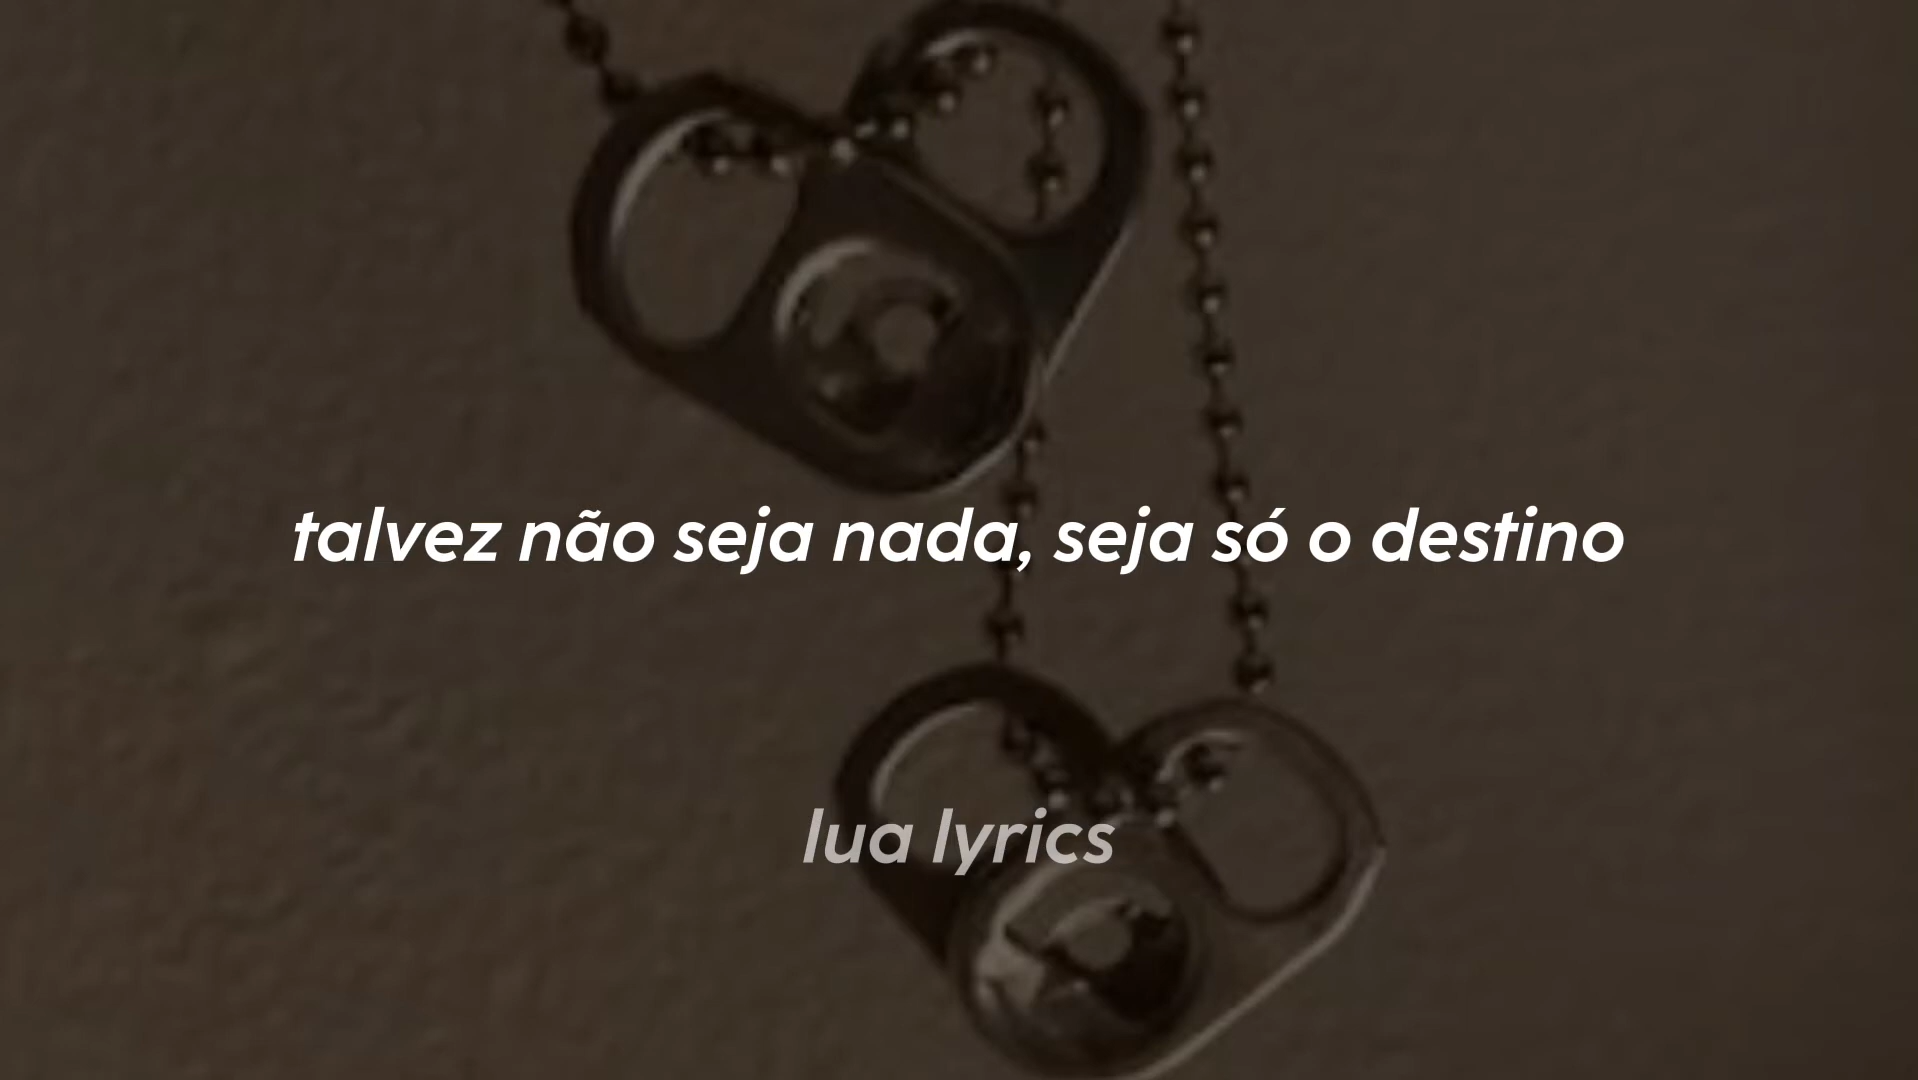 talvez não seja nada, seja só o destino
lua lyrics